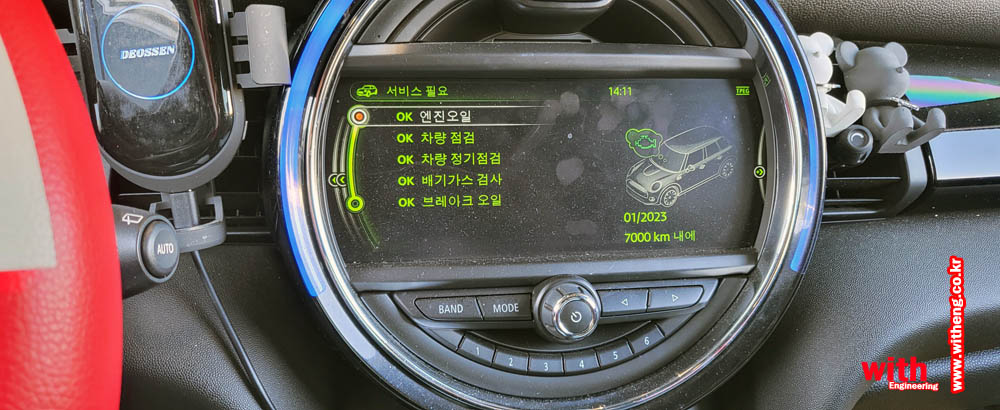 DEOSSEN
서비스 필요
14:11
TPEG
OK 엔진오일
OK 차량 점검
OK 차량 정기점검
OK 배기가스 검사
OK 브레이크 오일
01/2023
7000 km 내에
AUTO
BAND
MODE
1 2 3 4 5 6
with
Engineering
www.witheng.co.kr